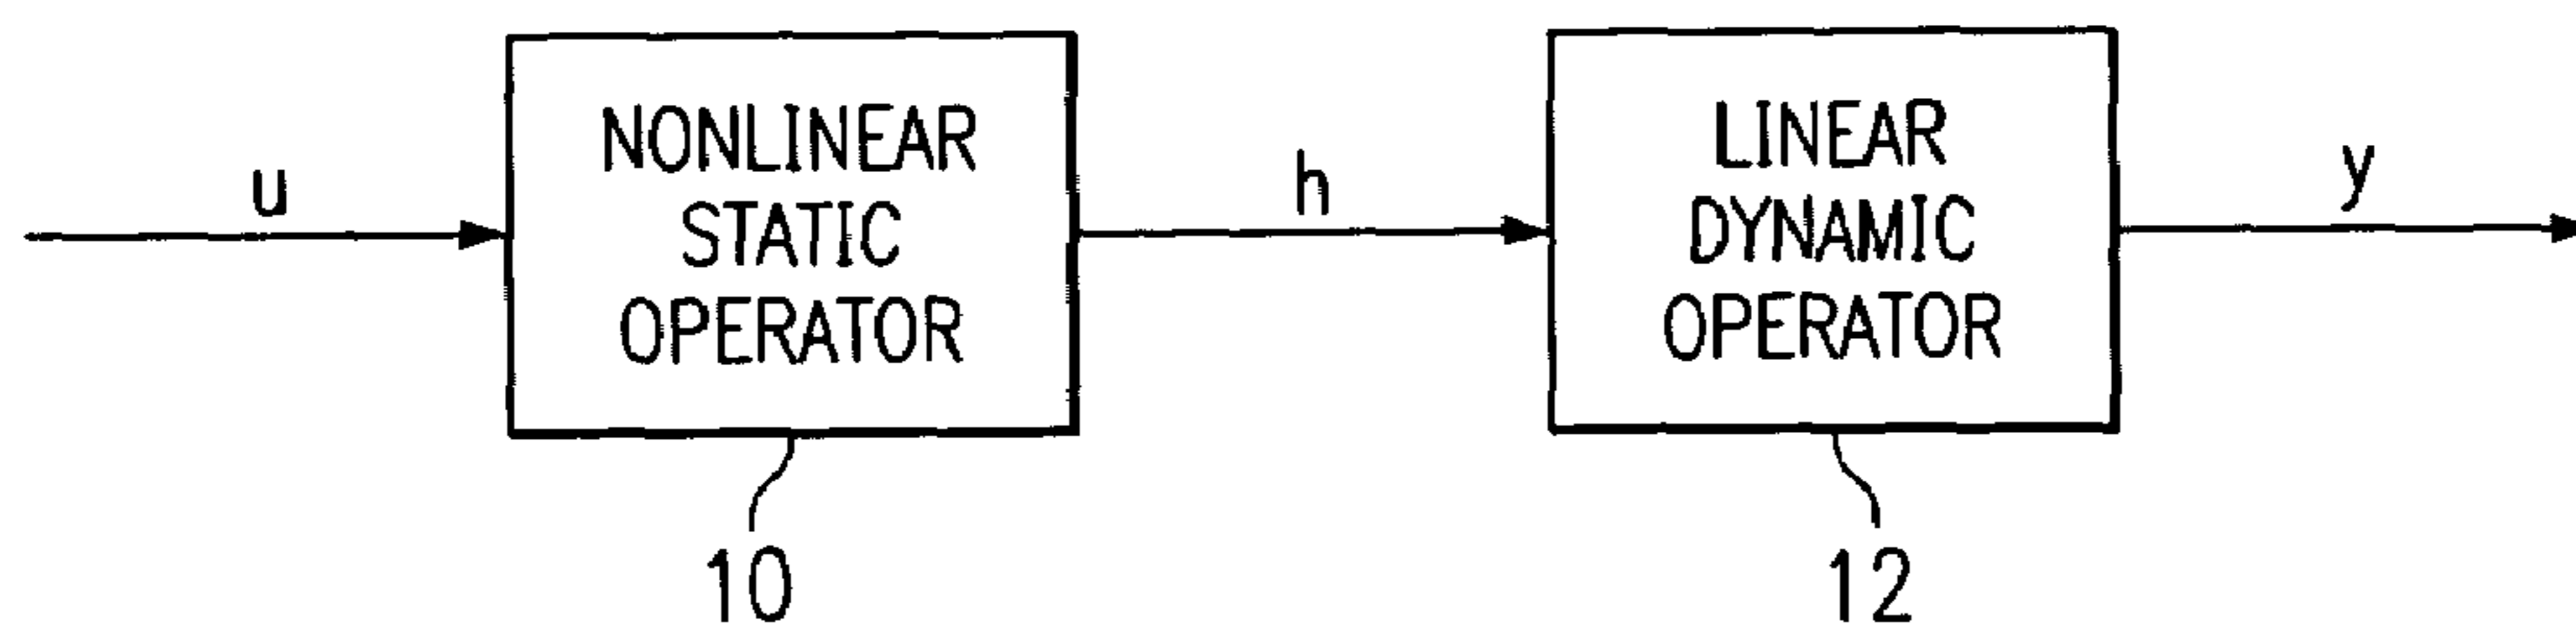 u
NONLINEAR
STATIC
OPERATOR
h
LINEAR
DYNAMIC
OPERATOR
y
10
12